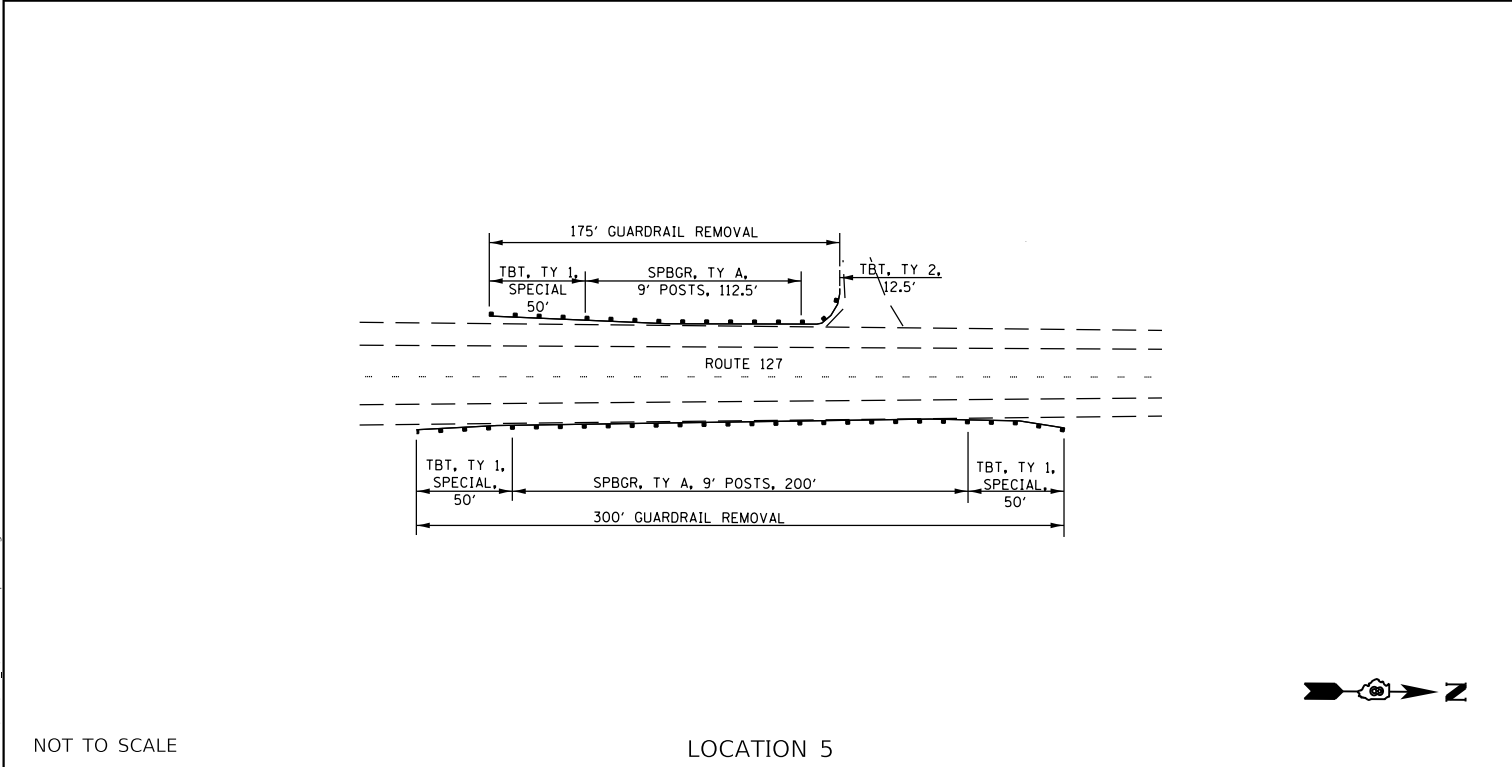 175' GUARDRAIL REMOVAL
TBT, TY 1,
SPECIAL
50'
SPBGR, TY A,
9' POSTS, 112.5'
TBT, TY 2,
12.5'
ROUTE 127
TBT, TY 1,
SPECIAL,
50'
SPBGR, TY A, 9' POSTS, 200'
TBT, TY 1,
SPECIAL,
50'
300' GUARDRAIL REMOVAL
N
NOT TO SCALE
LOCATION 5